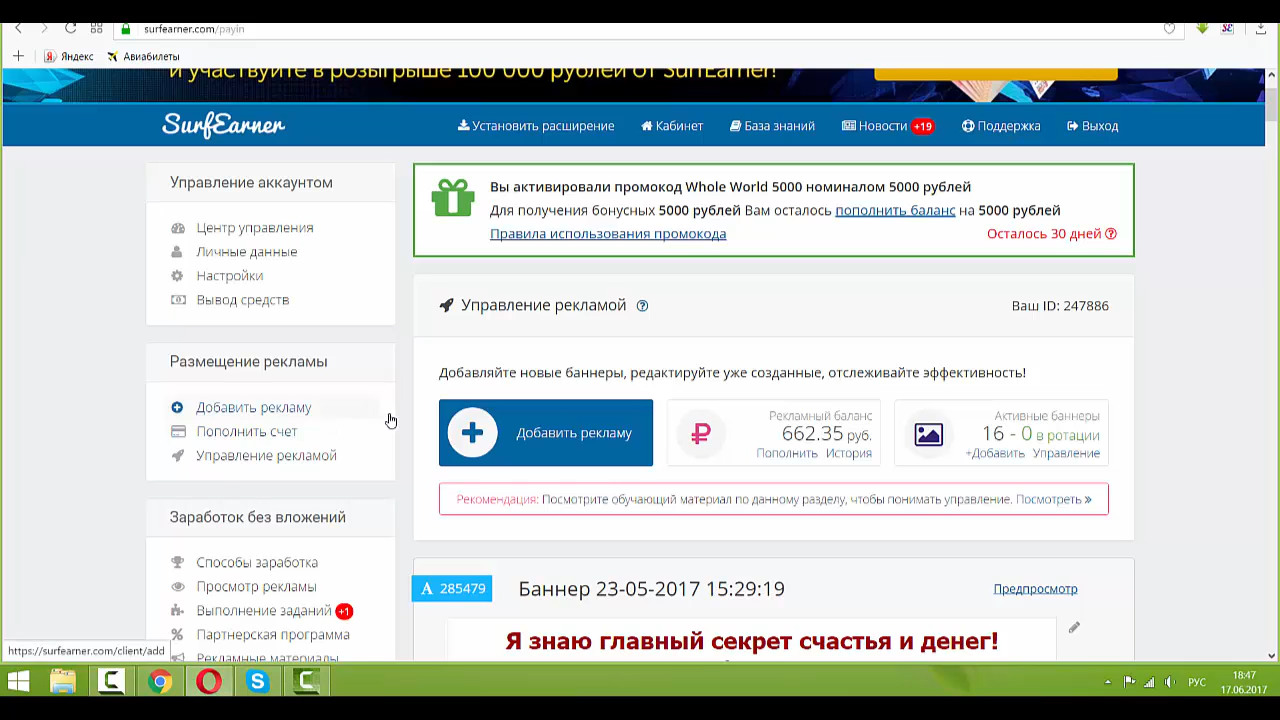 surfearner.com/payin
Яндекс
Авиабилеты
и участвуйте в розыгрыше 100 000 рублей от SurfEarner!
SurfEarner
Установить расширение
Кабинет
База знаний
Новости +19
Поддержка
Выход
Управление аккаунтом
Центр управления
Личные данные
Настройки
Вывод средств
Размещение рекламы
Добавить рекламу
Пополнить счет
Управление рекламой
Заработок без вложений
Способы заработка
Просмотр рекламы
Выполнение заданий +1
Партнерская программа
Рекламные материалы
Вы активировали промокод Whole World 5000 номиналом 5000 рублей
Для получения бонусных 5000 рублей Вам осталось пополнить баланс на 5000 рублей
Правила использования промокода
Осталось 30 дней
Управление рекламой
Ваш ID: 247886
Добавляйте новые баннеры, редактируйте уже созданные, отслеживайте эффективность!
Добавить рекламу
Рекламный баланс
662.35 руб.
Пополнить История
Активные баннеры
16 - 0 в ротации
+Добавить Управление
Рекомендация: Посмотрите обучающий материал по данному разделу, чтобы понимать управление. Посмотреть »
A 285479
Баннер 23-05-2017 15:29:19
Предпросмотр
Я знаю главный секрет счастья и денег!
https://surfearner.com/client/add
РУС
18:47
17.06.2017